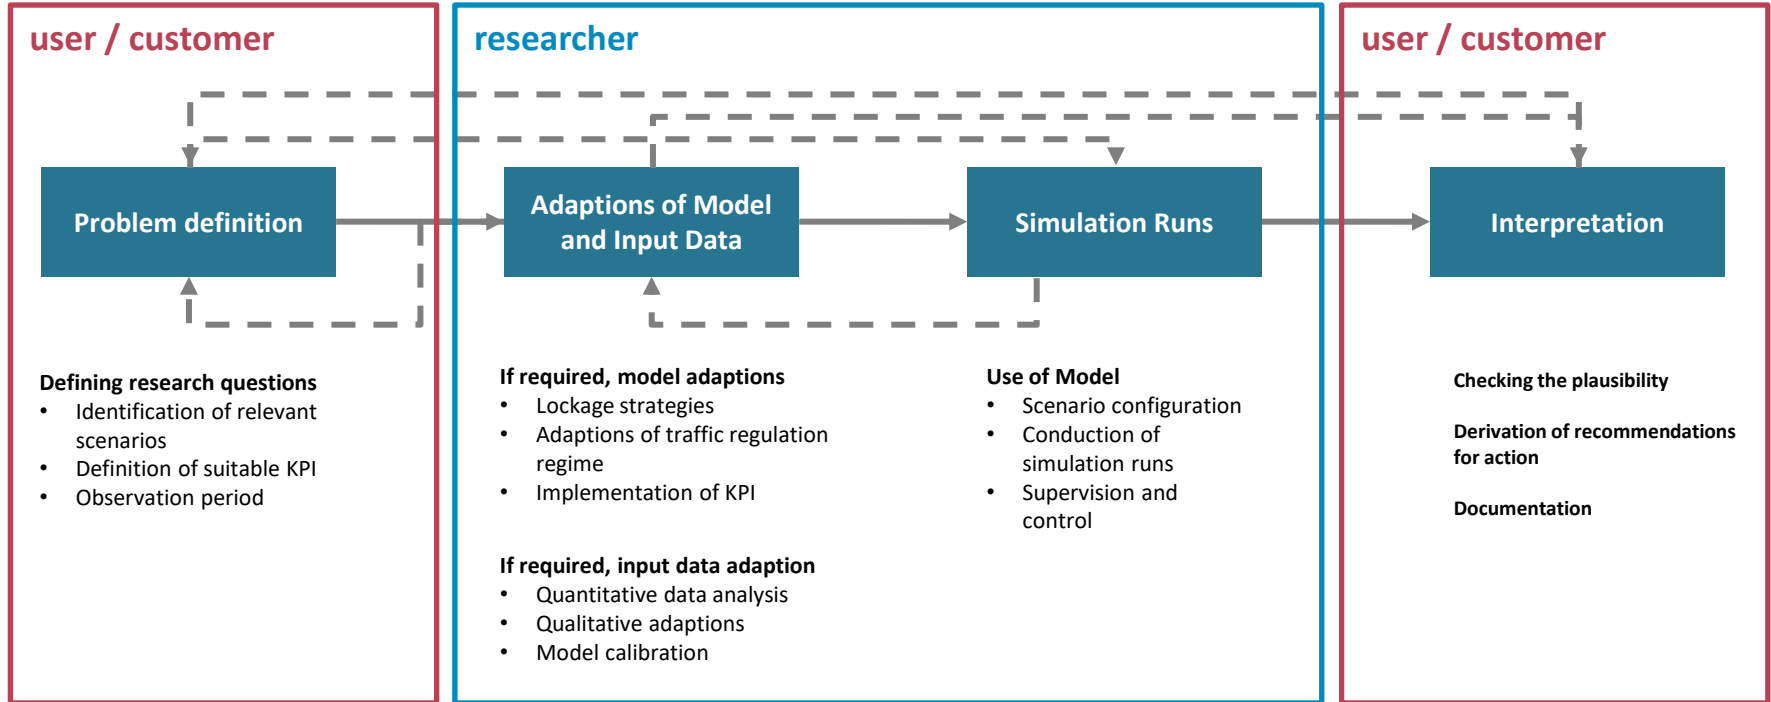 user / customer
researcher
user / customer
Problem definition
Adaptions of Model
and Input Data
Simulation Runs
Interpretation
Defining research questions
• Identification of relevant
scenarios
• Definition of suitable KPI
• Observation period
If required, model adaptions
• Lockage strategies
• Adaptions of traffic regulation
regime
• Implementation of KPI
If required, input data adaption
• Quantitative data analysis
• Qualitative adaptions
• Model calibration
Use of Model
• Scenario configuration
• Conduction of
simulation runs
• Supervision and
control
Checking the plausibility
Derivation of recommendations
for action
Documentation